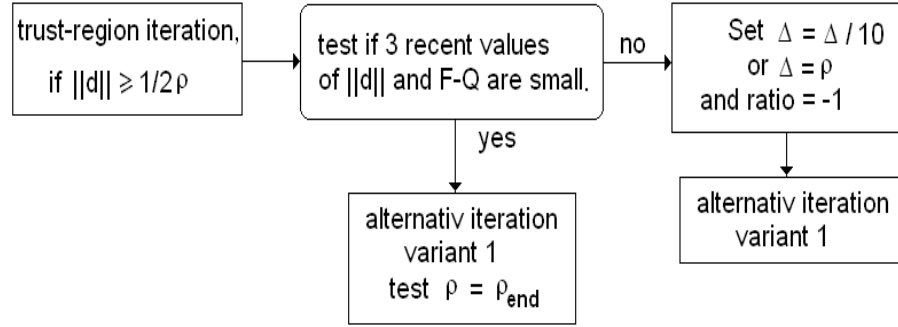 trust-region iteration,
if ||d|| ⩾ 1/2 ρ
test if 3 recent values
of ||d|| and F-Q are small.
no
Set Δ = Δ / 10
or Δ = ρ
and ratio = -1
yes
alternativ iteration
variant 1
test ρ = ρend
alternativ iteration
variant 1